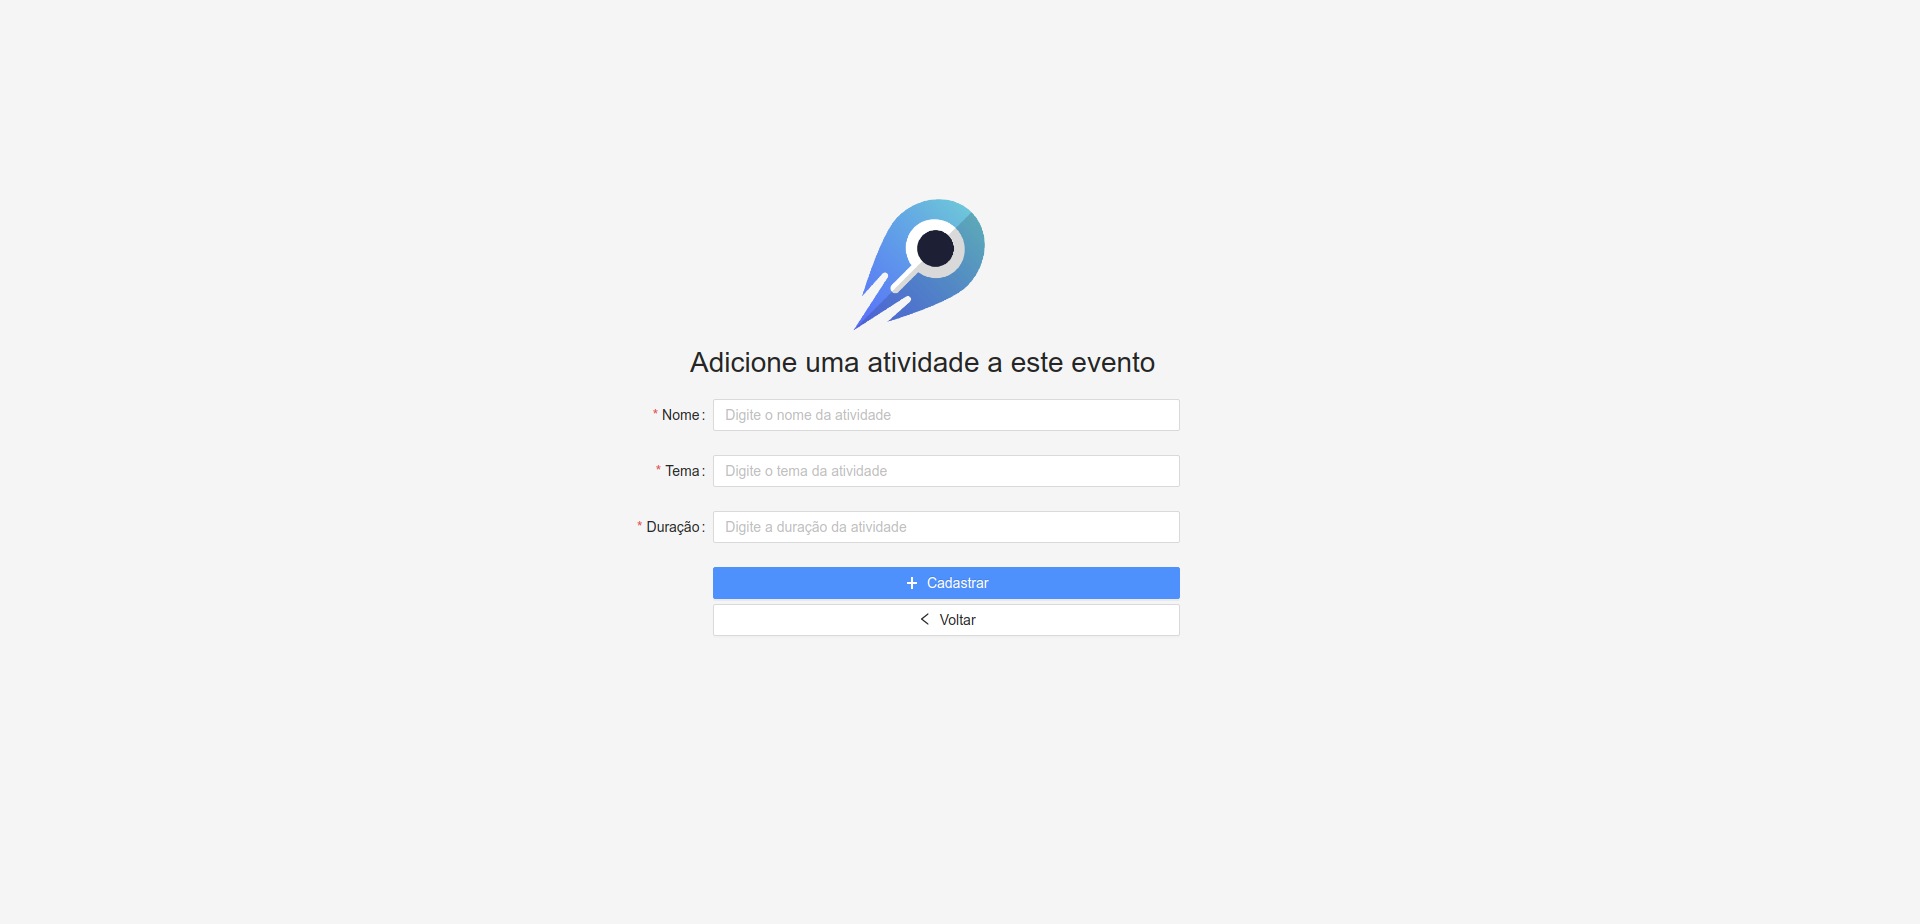 Adicione uma atividade a este evento
* Nome:
Digite o nome da atividade
* Tema:
Digite o tema da atividade
* Duração:
Digite a duração da atividade
+ Cadastrar
< Voltar